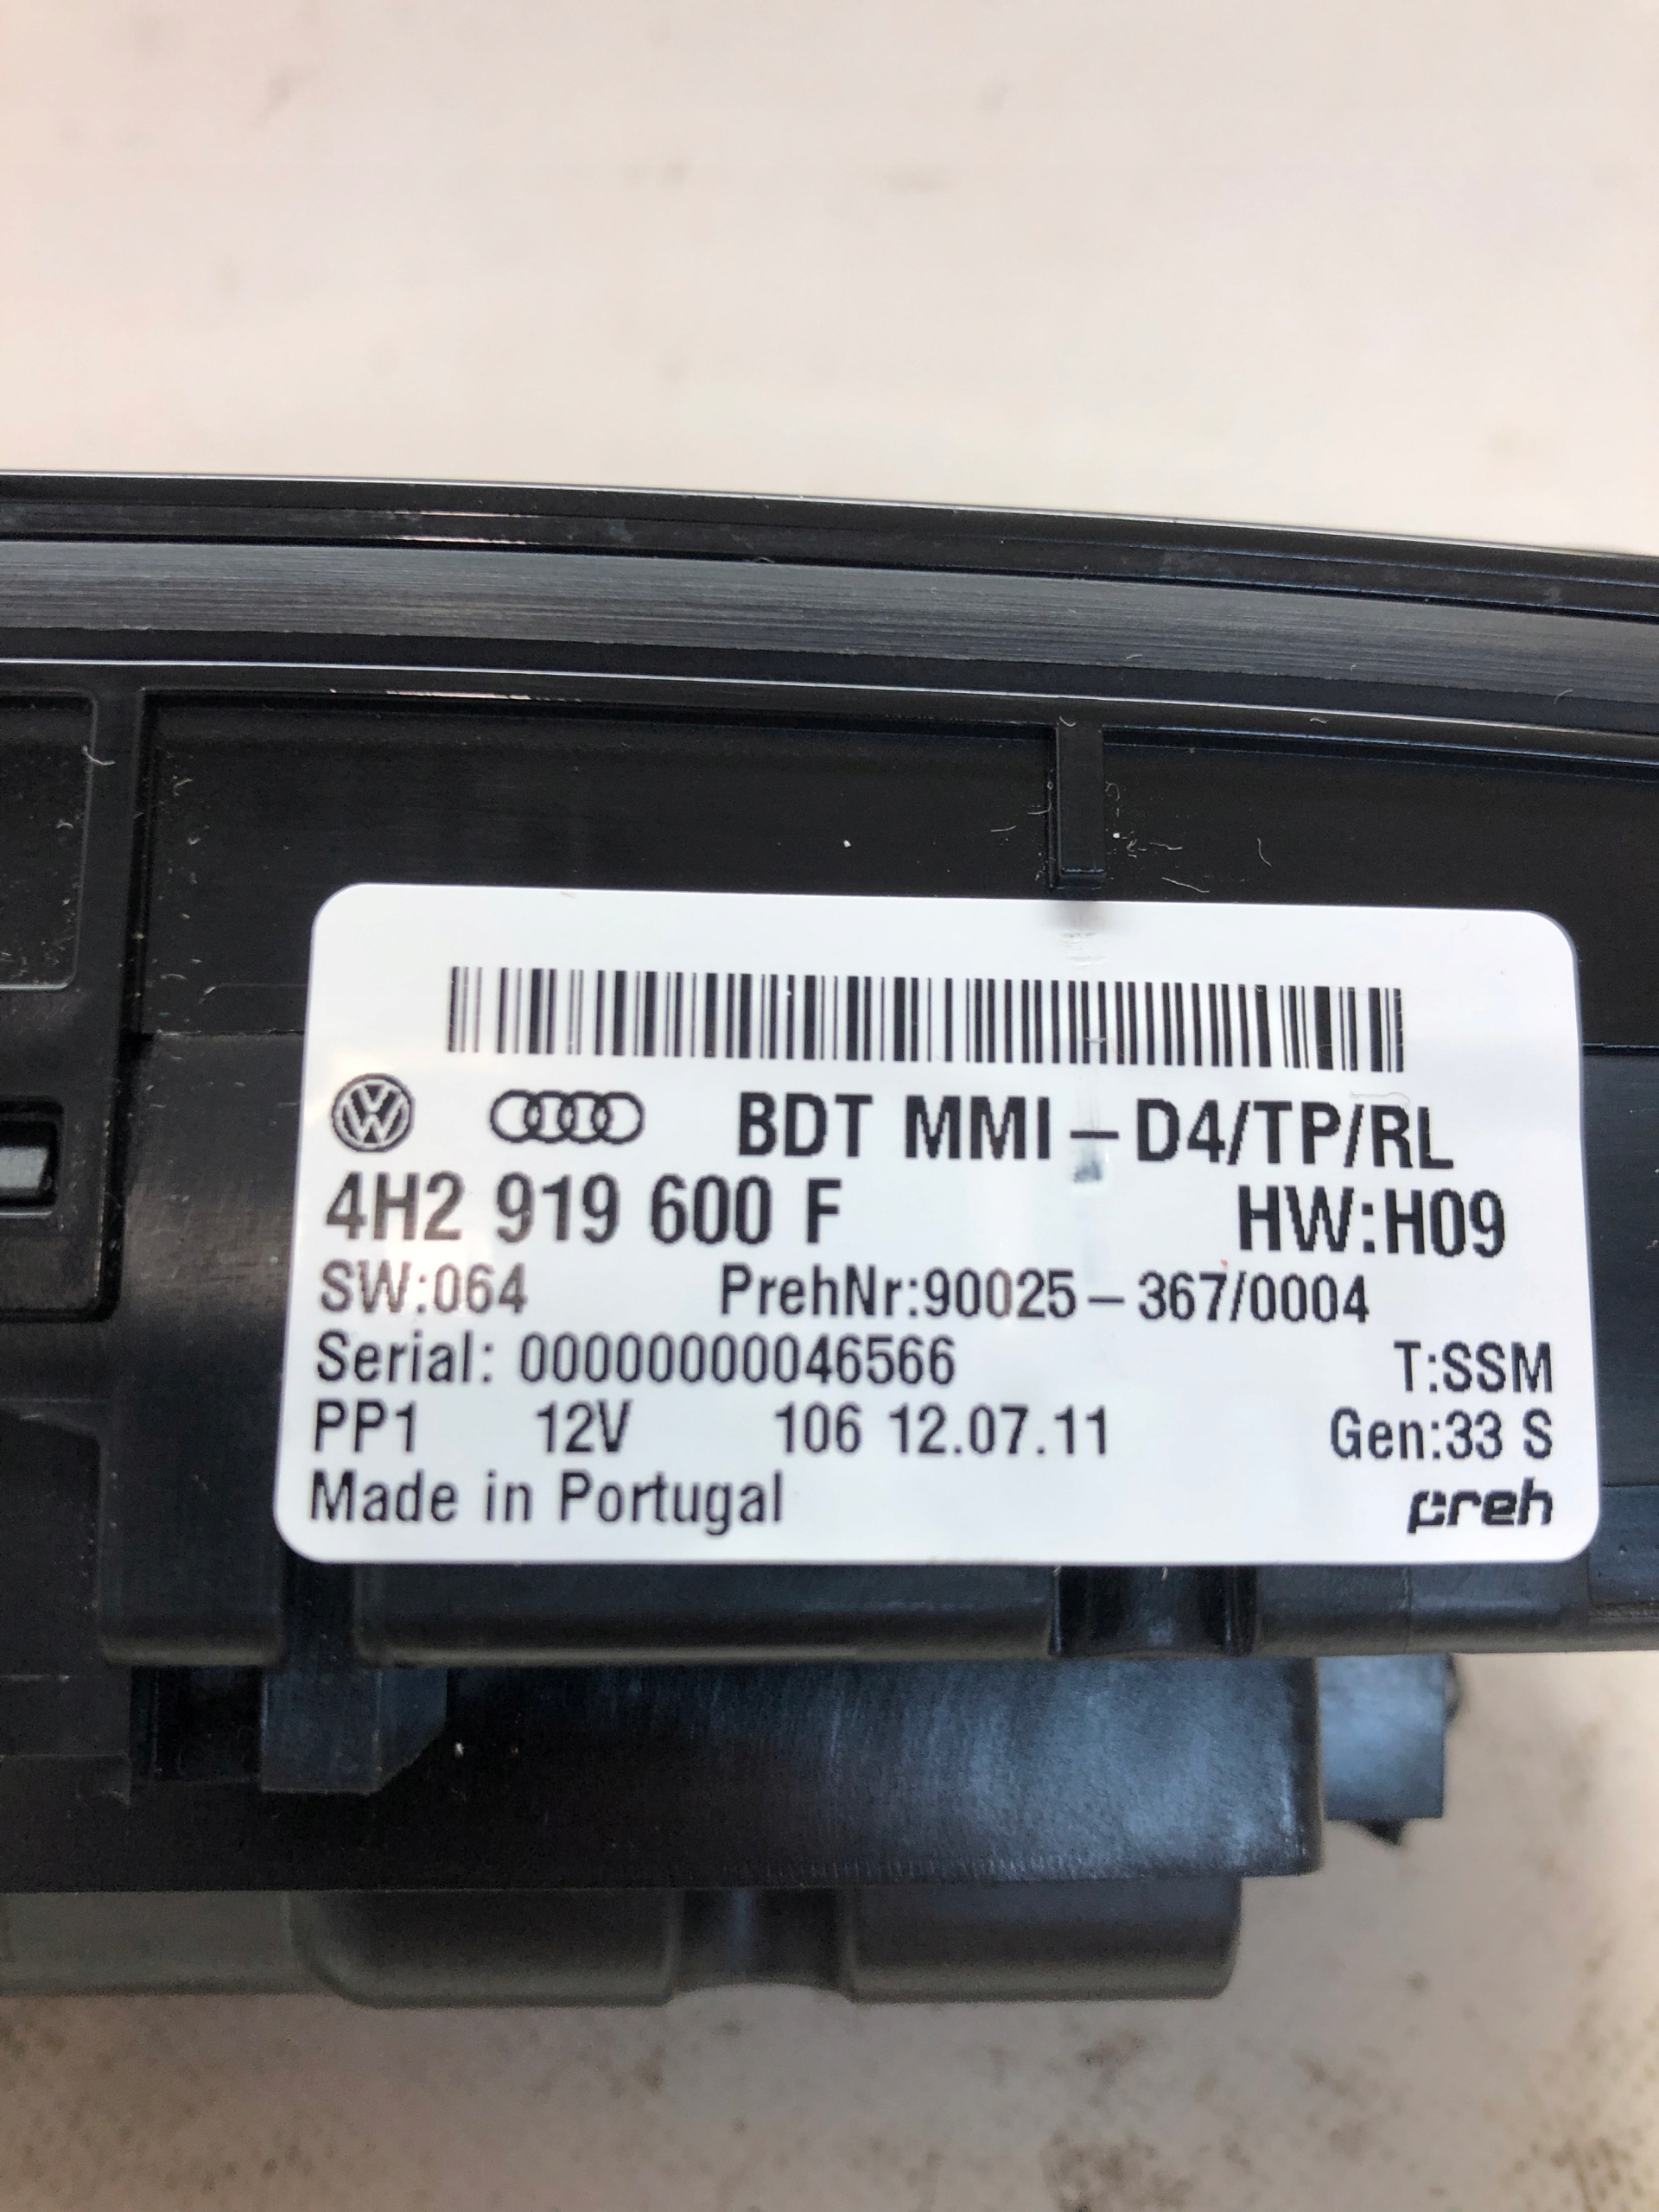 BDT MMI – D4/TP/RL
4H2 919 600 F HW:H09
SW:064 PrehNr:90025 – 367/0004
Serial: 00000000046566 T:SSM
PP1 12V 106 12.07.11 Gen:33 S
Made in Portugal preh